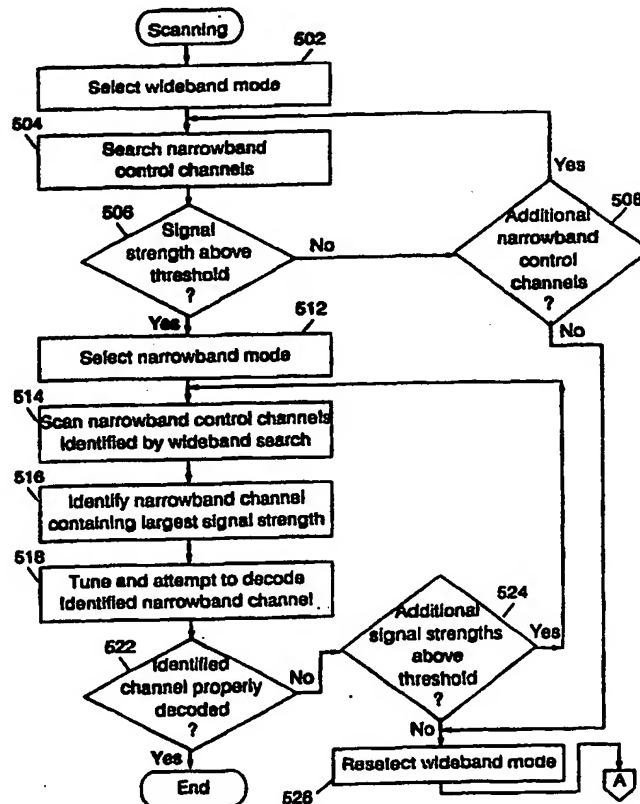 Scanning
502
Select wideband mode
504
Search narrowband
control channels
Yes
506
Signal
strength above
threshold
?
No
508
Additional
narrowband
control
channels
?
Yes
512
No
Select narrowband mode
514
Scan narrowband control channels
identified by wideband search
516
Identify narrowband channel
containing largest signal strength
518
Tune and attempt to decode
identified narrowband channel
524
Additional
signal strengths
above
threshold
?
Yes
522
Identified
channel properly
decoded
?
No
No
Yes
End
Reselect wideband mode
526
A